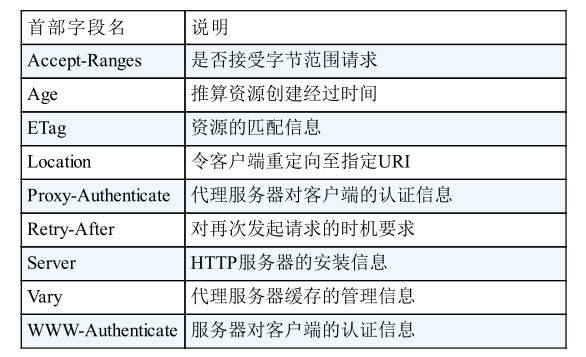 首部字段名 说明
Accept-Ranges 是否接受字节范围请求
Age 推算资源创建经过时间
ETag 资源的匹配信息
Location 令客户端重定向至指定URI
Proxy-Authenticate 代理服务器对客户端的认证信息
Retry-After 对再次发起请求的时机要求
Server HTTP服务器的安装信息
Vary 代理服务器缓存的管理信息
WWW-Authenticate 服务器对客户端的认证信息